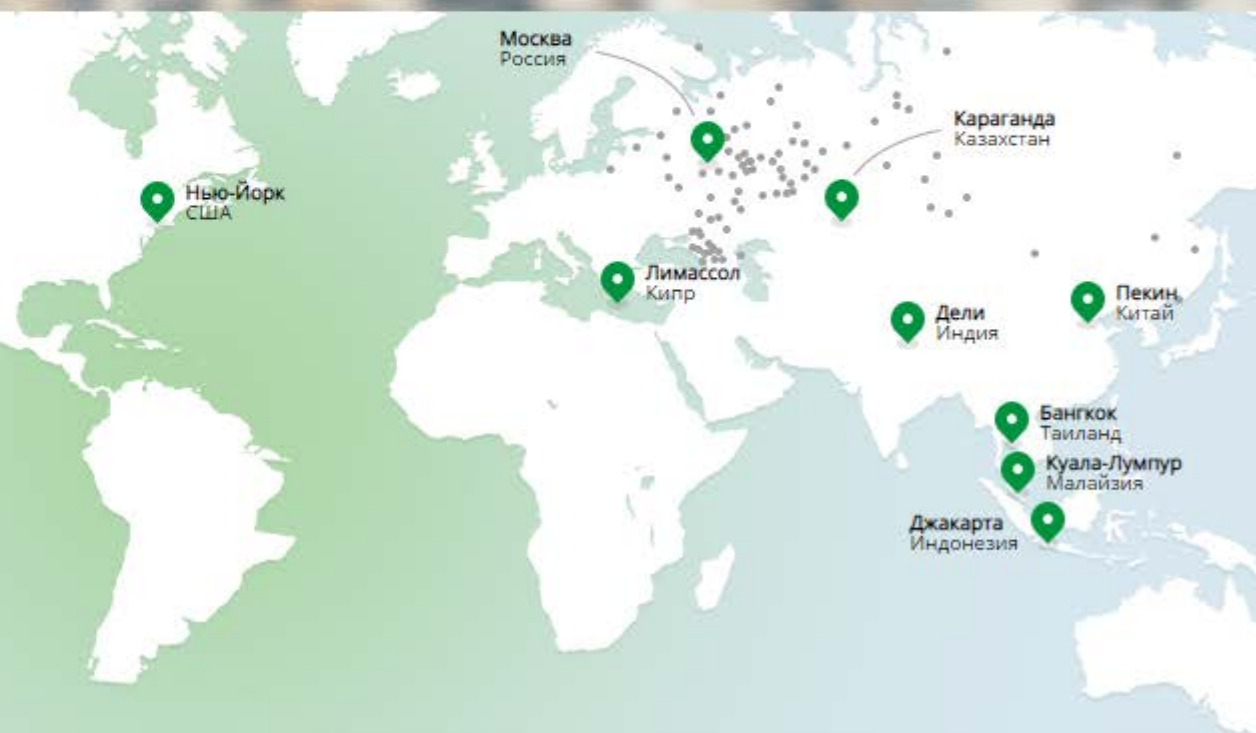 Москва
Россия
Караганда
Казахстан
Нью-Йорк
США
Лимассол
Кипр
Дели
Индия
Пекин,
Китай
Бангкок
Таиланд
Куала-Лумпур
Малайзия
Джакарта
Индонезия